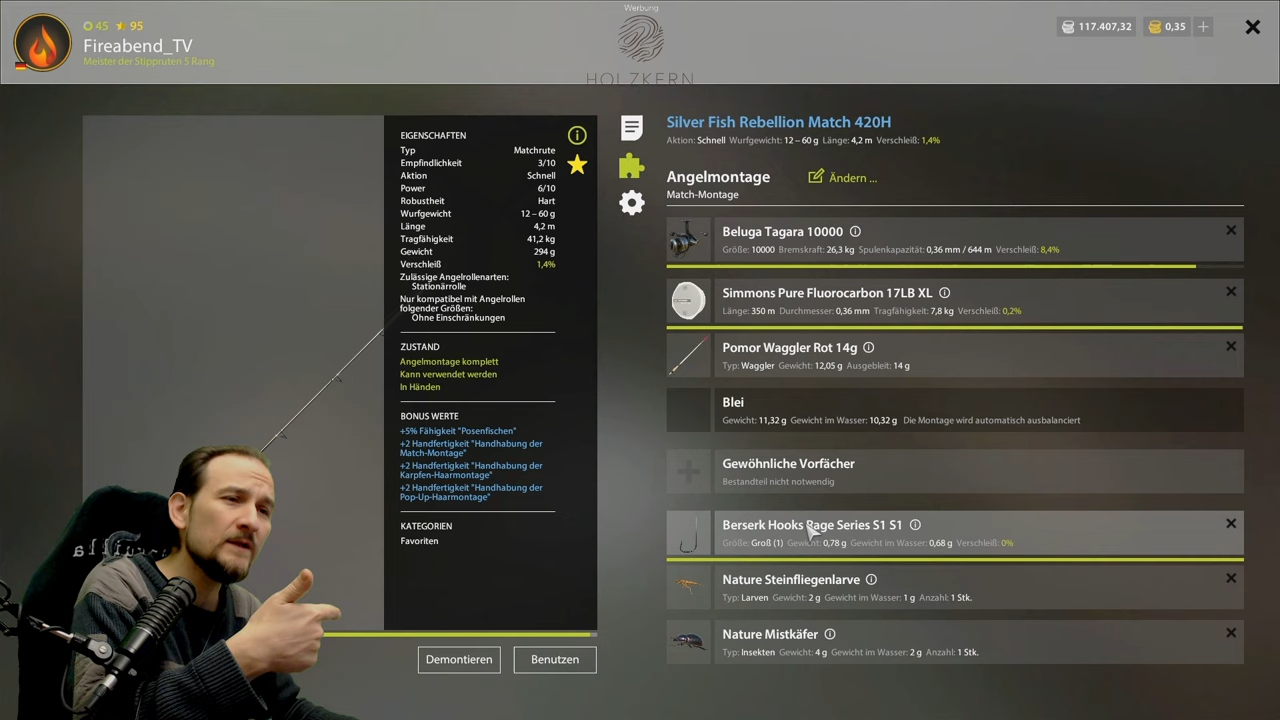 Werbung
HOLZKERN
45 95
Fireabend_TV
Meister der Stippruten 5 Rang
117.407,32
0,35
EIGENSCHAFTEN
Typ Matchrute
Empfindlichkeit 3/10
Aktion Schnell
Power 6/10
Robustheit Hart
Wurfgewicht 12 – 60 g
Länge 4,2 m
Tragfähigkeit 41,2 kg
Gewicht 294 g
Verschleiß 1,4%
Zulässige Angelrollenarten:
Stationärrolle
Nur kompatibel mit Angelrollen
folgender Größen:
Ohne Einschränkungen
ZUSTAND
Angelmontage komplett
Kann verwendet werden
In Händen
BONUS WERTE
+5% Fähigkeit "Posenfischen"
+2 Handfertigkeit "Handhabung der
Match-Montage"
+2 Handfertigkeit "Handhabung der
Karpfen-Haarmontage"
+2 Handfertigkeit "Handhabung der
Pop-Up-Haarmontage"
KATEGORIEN
Favoriten
Demontieren
Benutzen
Silver Fish Rebellion Match 420H
Aktion: Schnell Wurfgewicht: 12 – 60 g Länge: 4,2 m Verschleiß: 1,4%
Angelmontage
Ändern ...
Match-Montage
Beluga Tagara 10000
Größe: 10000 Bremskraft: 26,3 kg Spulenkapazität: 0,36 mm / 644 m Verschleiß: 8,4%
Simmons Pure Fluorocarbon 17LB XL
Länge: 350 m Durchmesser: 0,36 mm Tragfähigkeit: 7,8 kg Verschleiß: 0,2%
Pomor Waggler Rot 14g
Typ: Waggler Gewicht: 12,05 g Ausgebleit: 14 g
Blei
Gewicht: 11,32 g Gewicht im Wasser: 10,32 g Die Montage wird automatisch ausbalanciert
Gewöhnliche Vorfächer
Bestandteil nicht notwendig
Berserk Hooks Rage Series S1 S1
Größe: Groß (1) Gewicht: 0,78 g Gewicht im Wasser: 0,68 g Verschleiß: 0%
Nature Steinfliegenlarve
Typ: Larven Gewicht: 2 g Gewicht im Wasser: 1 g Anzahl: 1 Stk.
Nature Mistkäfer
Typ: Insekten Gewicht: 4 g Gewicht im Wasser: 2 g Anzahl: 1 Stk.